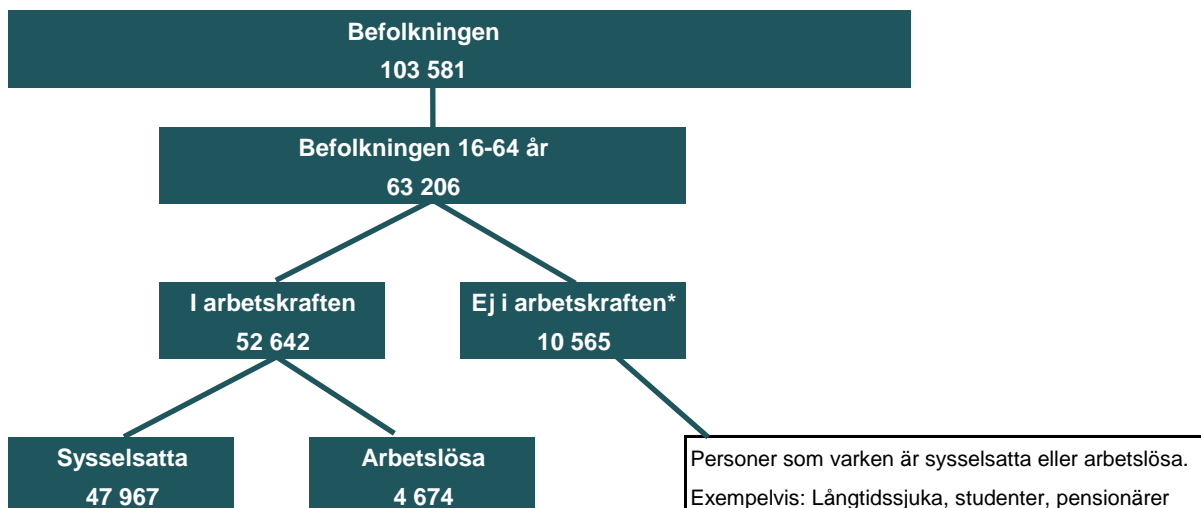 Befolkningen
103 581
Befolkningen 16-64 år
63 206
I arbetskraften
52 642
Ej i arbetskraften*
10 565
Sysselsatta
47 967
Arbetslösa
4 674
Personer som varken är sysselsatta eller arbetslösa.
Exempelvis: Långtidssjuka, studenter, pensionärer